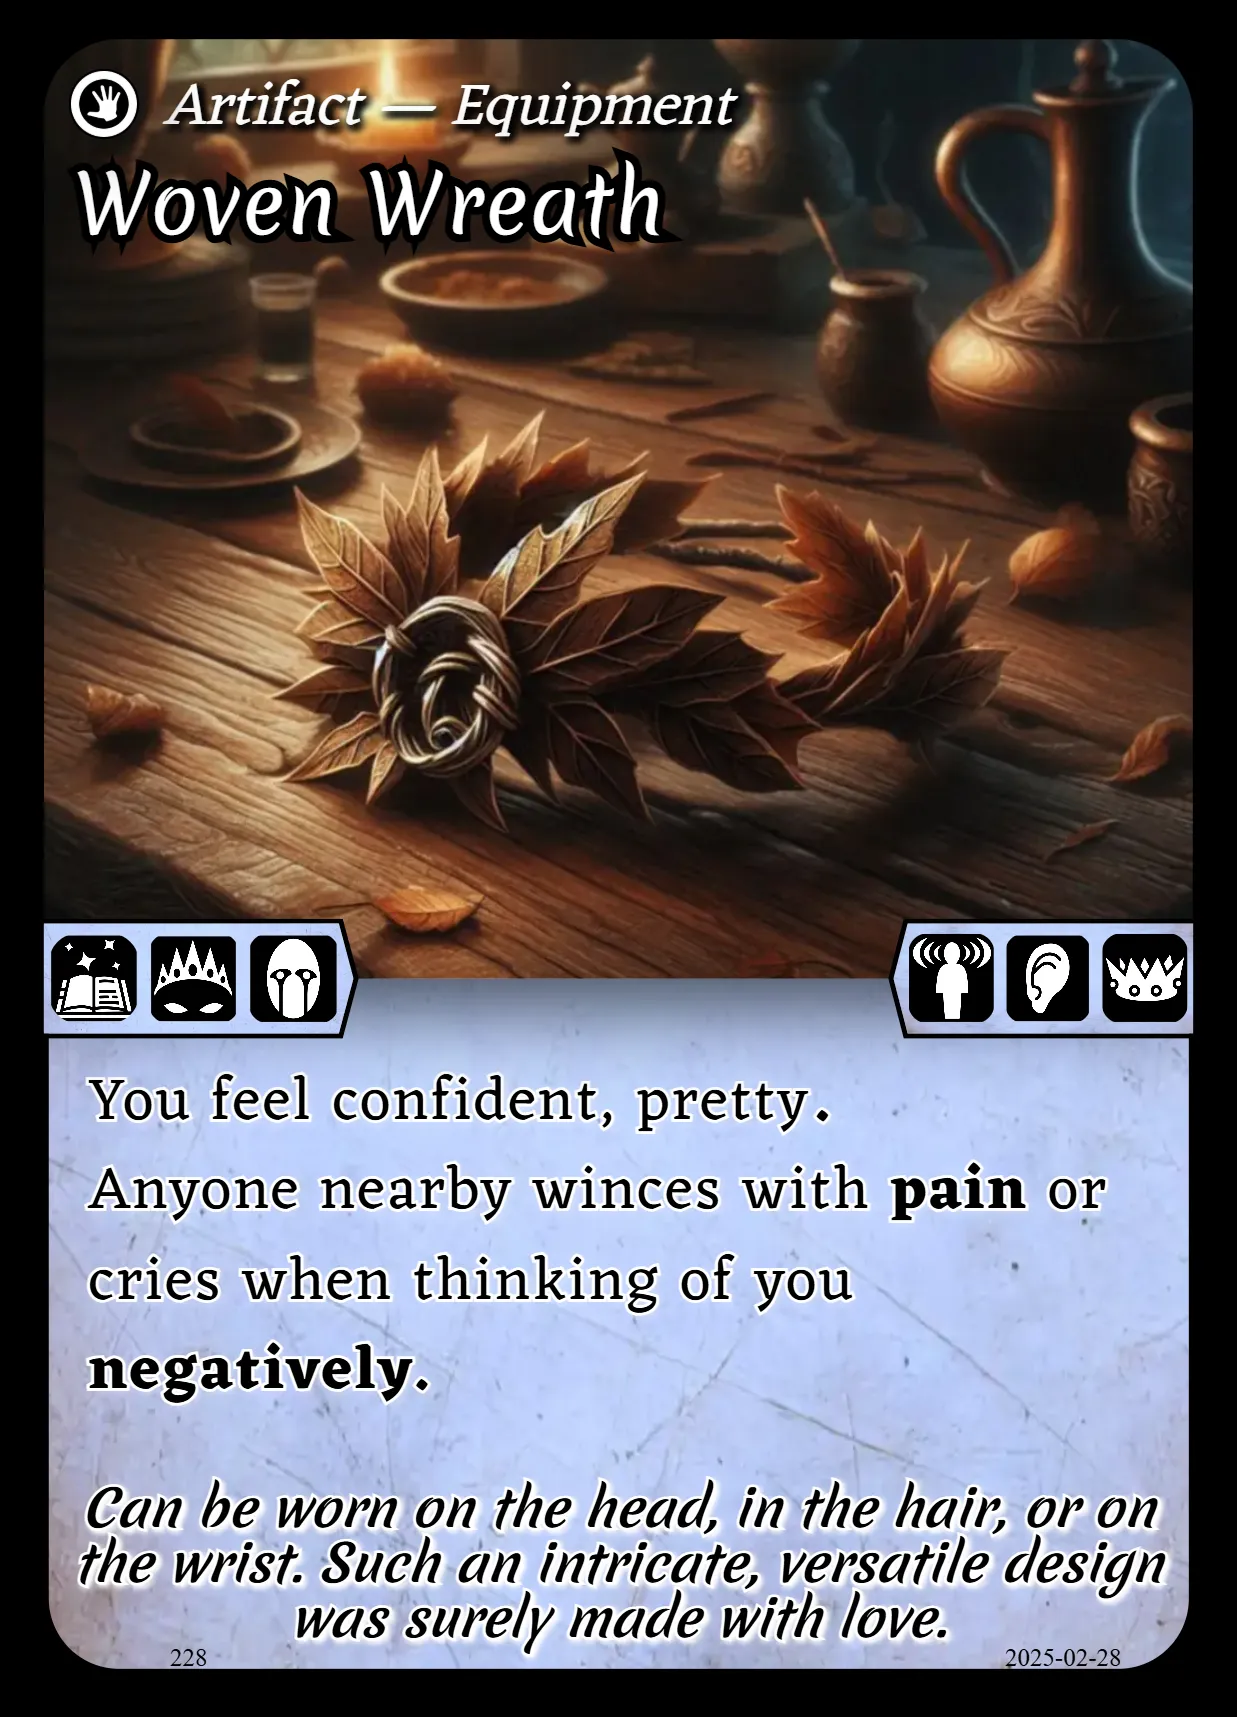 Artifact — Equipment
Woven Wreath
You feel confident, pretty.
Anyone nearby winces with pain or
cries when thinking of you
negatively.
Can be worn on the head, in the hair, or on
the wrist. Such an intricate, versatile design
was surely made with love.
228 2025-02-28